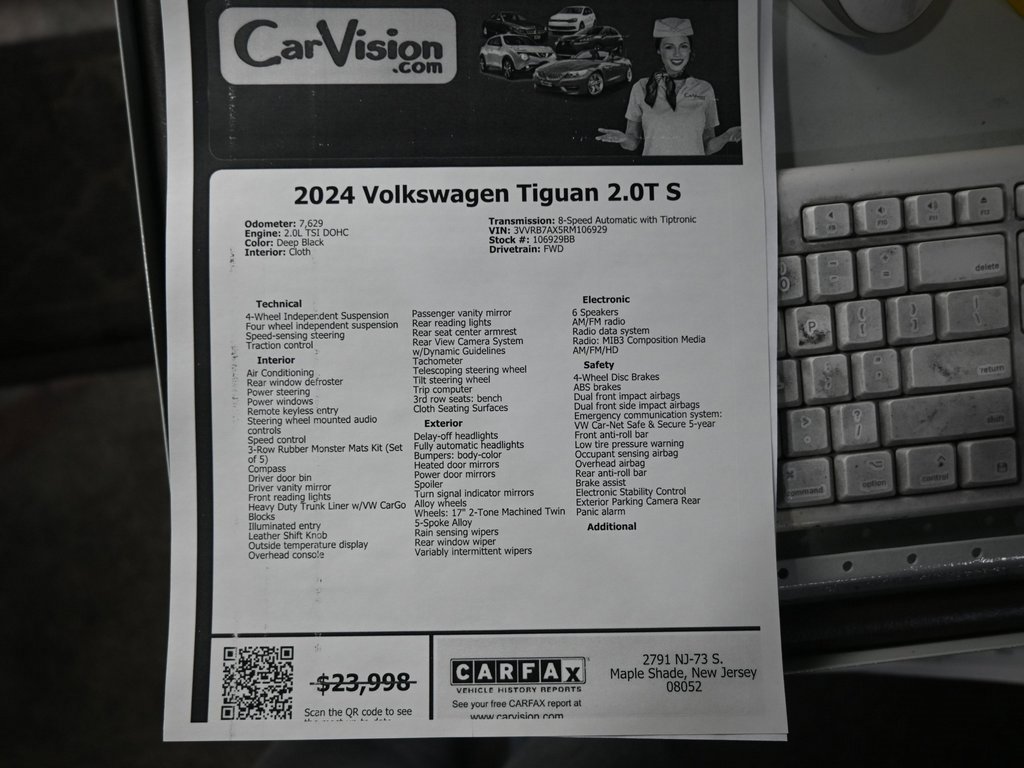 CarVision
.com
CarVision
2024 Volkswagen Tiguan 2.0T S
Odometer: 7,629
Engine: 2.0L TSI DOHC
Color: Deep Black
Interior: Cloth
Transmission: 8-Speed Automatic with Tiptronic
VIN: 3VVRB7AX5RM106929
Stock #: 106929BB
Drivetrain: FWD
Technical
4-Wheel Independent Suspension
Four wheel independent suspension
Speed-sensing steering
Traction control
Interior
Air Conditioning
Rear window defroster
Power steering
Power windows
Remote keyless entry
Steering wheel mounted audio
controls
Speed control
3-Row Rubber Monster Mats Kit (Set
of 5)
Compass
Driver door bin
Driver vanity mirror
Front reading lights
Heavy Duty Trunk Liner w/VW CarGo
Blocks
Illuminated entry
Leather Shift Knob
Outside temperature display
Overhead console
Passenger vanity mirror
Rear reading lights
Rear seat center armrest
Rear View Camera System
w/Dynamic Guidelines
Tachometer
Telescoping steering wheel
Tilt steering wheel
Trip computer
3rd row seats: bench
Cloth Seating Surfaces
Exterior
Delay-off headlights
Fully automatic headlights
Bumpers: body-color
Heated door mirrors
Power door mirrors
Spoiler
Turn signal indicator mirrors
Alloy wheels
Wheels: 17" 2-Tone Machined Twin
5-Spoke Alloy
Rain sensing wipers
Rear window wiper
Variably intermittent wipers
Electronic
6 Speakers
AM/FM radio
Radio data system
Radio: MIB3 Composition Media
AM/FM/HD
Safety
4-Wheel Disc Brakes
ABS brakes
Dual front impact airbags
Dual front side impact airbags
Emergency communication system:
VW Car-Net Safe & Secure 5-year
Front anti-roll bar
Low tire pressure warning
Occupant sensing airbag
Overhead airbag
Rear anti-roll bar
Brake assist
Electronic Stability Control
Exterior Parking Camera Rear
Panic alarm
Additional
$23,998
Scan the QR code to see
CARFAX
VEHICLE HISTORY REPORTS
See your free CARFAX report at
www.carvision.com
2791 NJ-73 S.
Maple Shade, New Jersey
08052
F9
F10
F11
F12
delete
P
return
shift
command
option
control